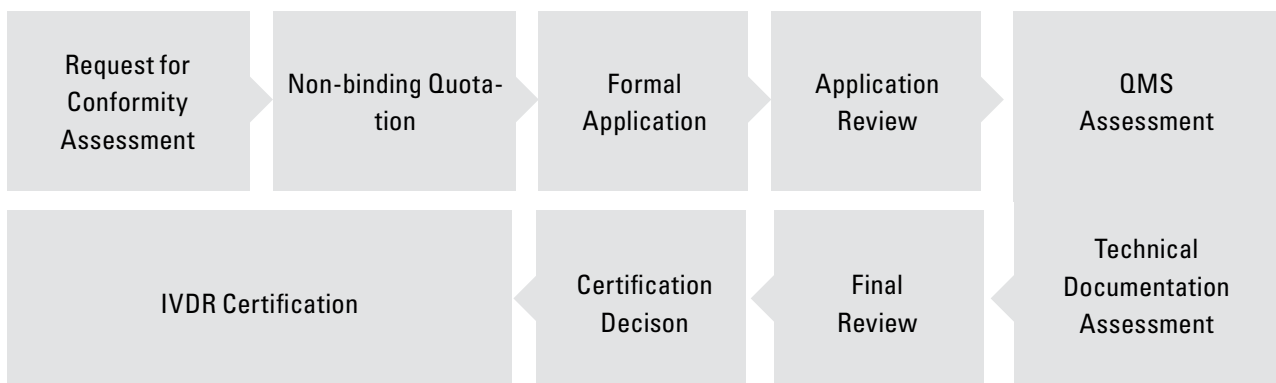 Request for
Conformity
Assessment
Non-binding Quota-
tion
Formal
Application
Application
Review
QMS
Assessment
Technical
Documentation
Assessment
Final
Review
Certification
Decison
IVDR Certification